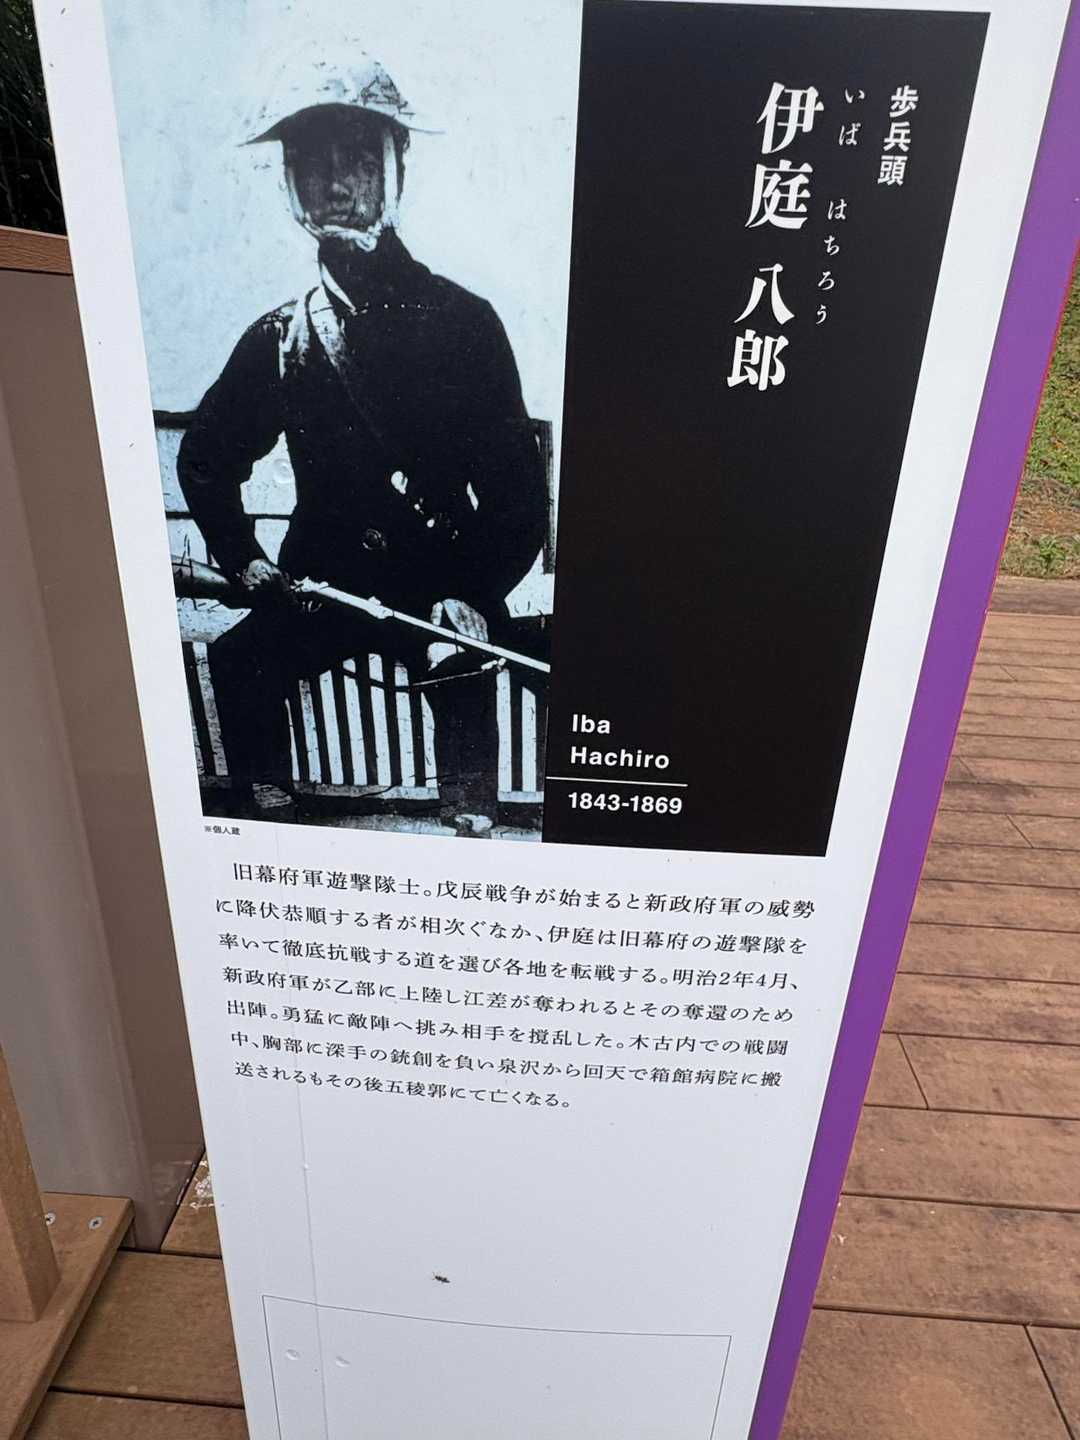 歩兵頭
いば はちろう
伊庭 八郎
Iba
Hachiro
1843-1869
※個人蔵
旧幕府軍遊撃隊士。戊辰戦争が始まると新政府軍の威勢
に降伏恭順する者が相次ぐなか、伊庭は旧幕府の遊撃隊を
率いて徹底抗戦する道を選び各地を転戦する。明治2年4月、
新政府軍が乙部に上陸し江差が奪われるとその奪還のため
出陣。勇猛に敵陣へ挑み相手を撹乱した。木古内での戦闘
中、胸部に深手の銃創を負い泉沢から回天で箱館病院に搬
送されるもその後五稜郭にて亡くなる。